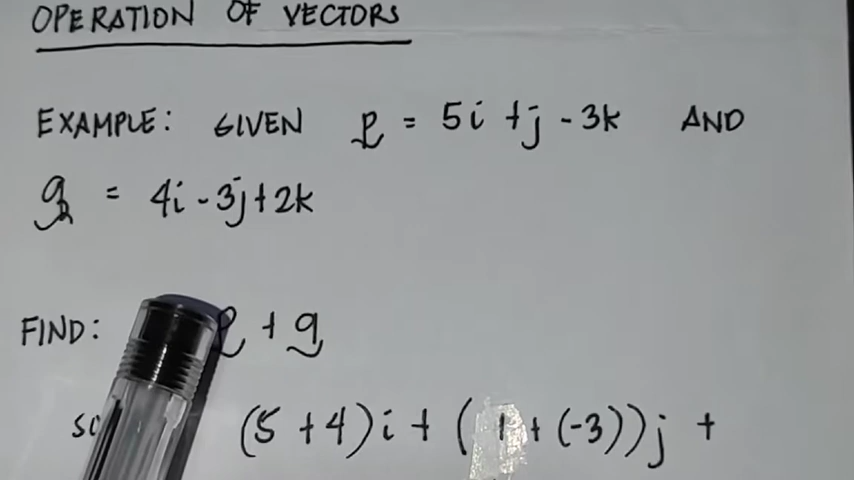 OPERATION OF VECTORS
EXAMPLE: GIVEN p = 5i + j - 3k AND
q = 4i - 3j + 2k
FIND: p + q
(5 + 4)i + (1 + (-3))j +